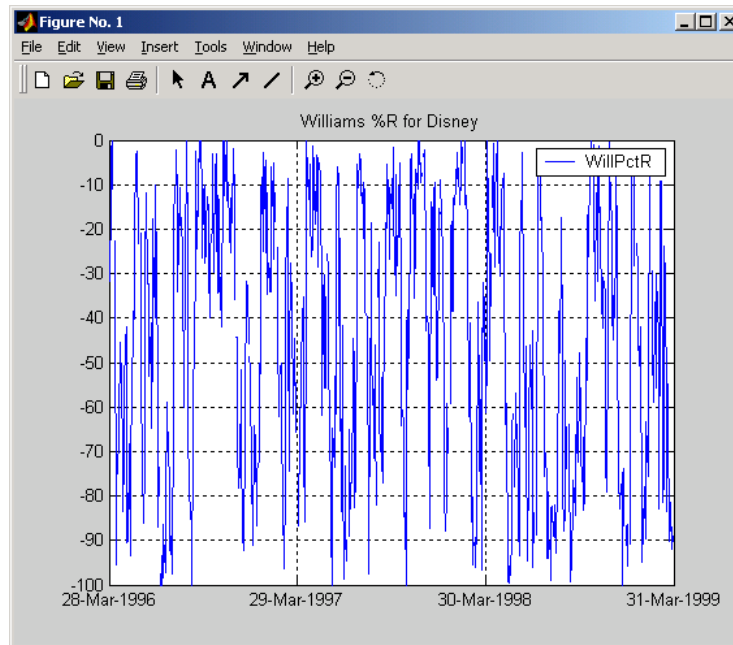 Figure No. 1
File Edit View Insert Tools Window Help
A
Williams %R for Disney
WillPctR
0
-10
-20
-30
-40
-50
-60
-70
-80
-90
-100
28-Mar-1996 29-Mar-1997 30-Mar-1998 31-Mar-1999